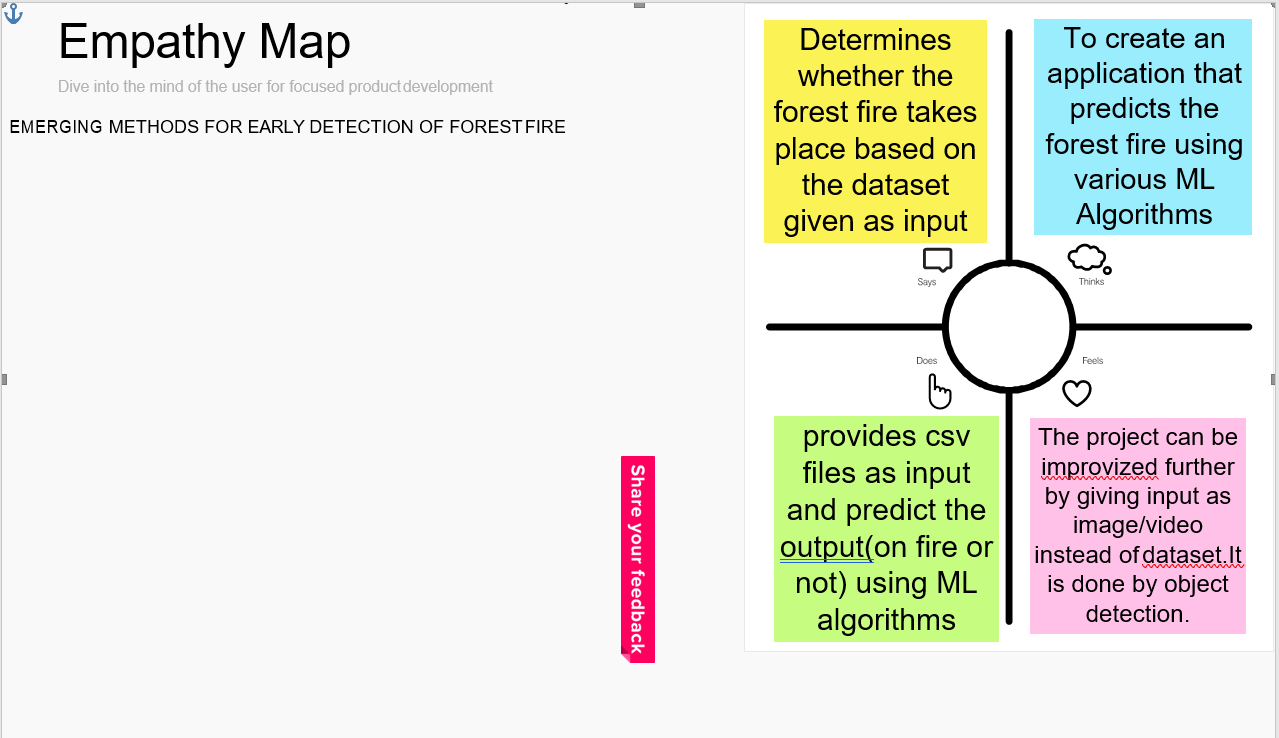 Empathy Map
Dive into the mind of the user for focused product development
EMERGING METHODS FOR EARLY DETECTION OF FOREST FIRE
Share your feedback
Determines
whether the
forest fire takes
place based on
the dataset
given as input
To create an
application that
predicts the
forest fire using
various ML
Algorithms
Says
Thinks
Does
Feels
provides csv
files as input
and predict the
output(on fire or
not) using ML
algorithms
The project can be
improvized further
by giving input as
image/video
instead of dataset.It
is done by object
detection.